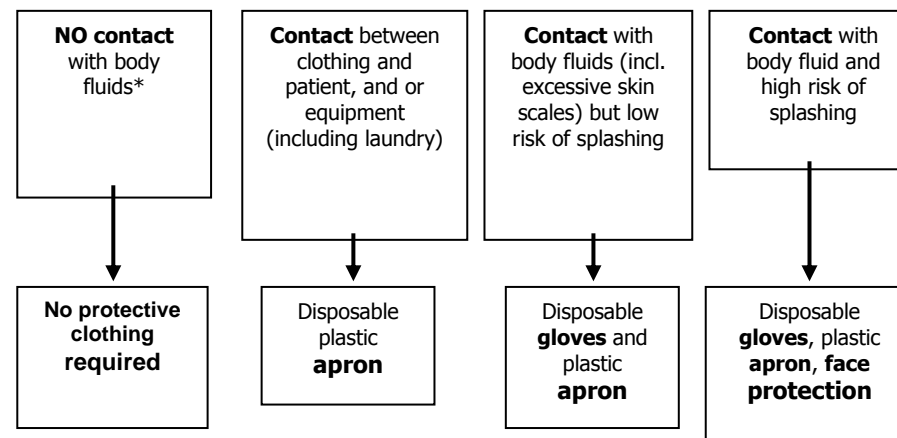 NO contact
with body
fluids*
Contact between
clothing and
patient, and or
equipment
(including laundry)
Contact with
body fluids (incl.
excessive skin
scales) but low
risk of splashing
Contact with
body fluid and
high risk of
splashing
No protective
clothing
required
Disposable
plastic
apron
Disposable
gloves and
plastic
apron
Disposable
gloves, plastic
apron, face
protection